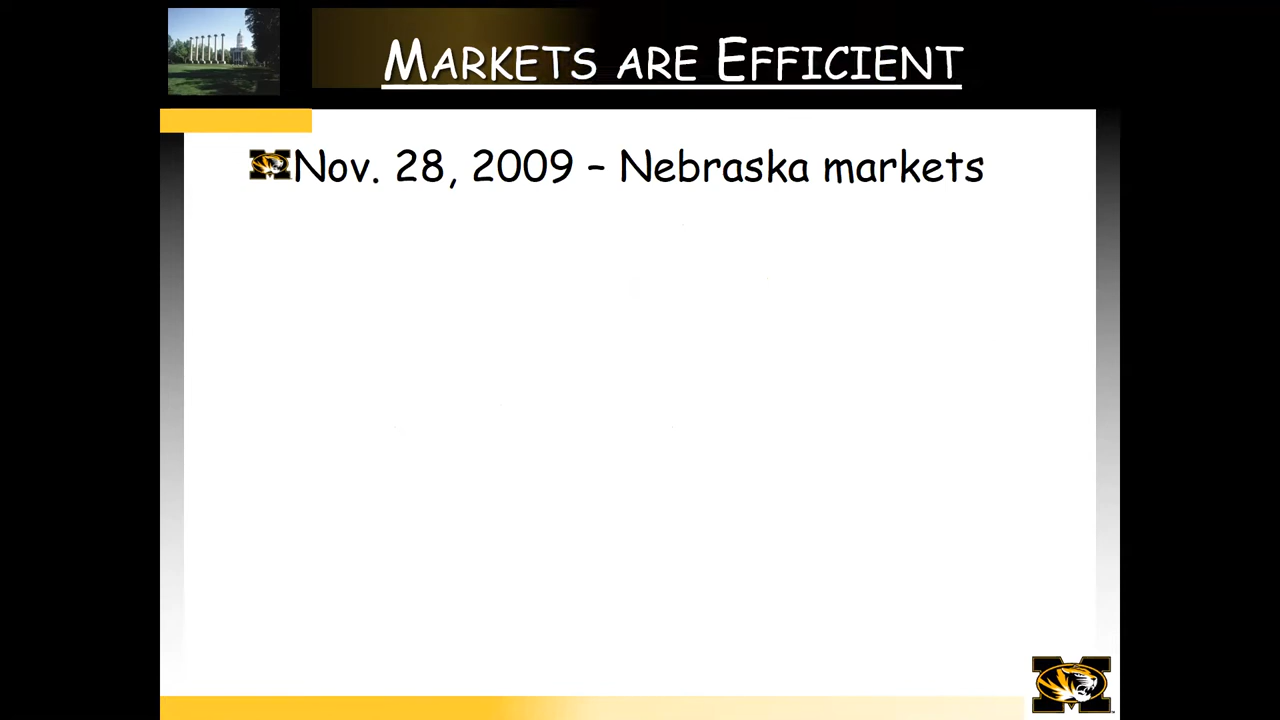 MARKETS ARE EFFICIENT
Nov. 28, 2009 – Nebraska markets